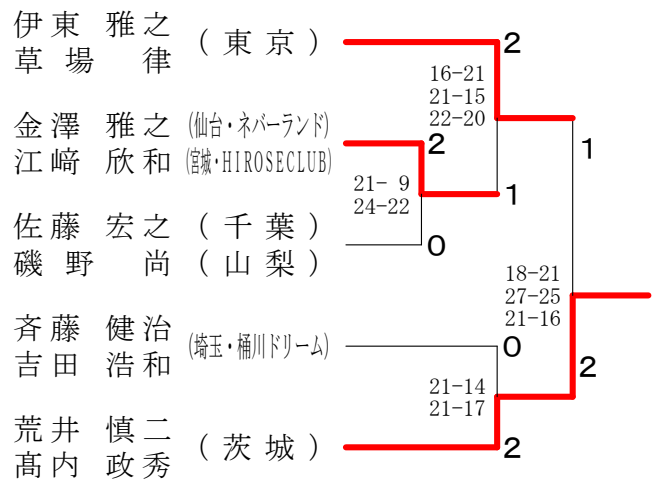 伊東 雅之 (東京) 2
草場 律
16-21
21-15
22-20
1
金澤 雅之 (仙台・ネバーランド) 2
江﨑 欣和 (宮城・HIROSECLUB)
21- 9
24-22
1
佐藤 宏之 (千葉) 0
磯野 尚 (山梨)
18-21
27-25
21-16
斉藤 健治 (埼玉・桶川ドリーム) 0
吉田 浩和
2
21-14
21-17
荒井 慎二 (茨城) 2
髙内 政秀